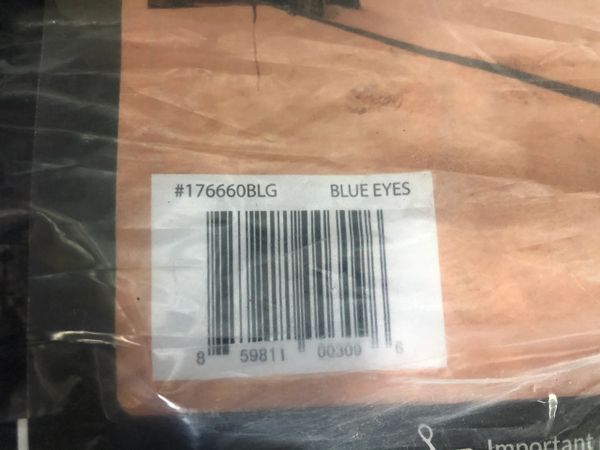 #176660BLG BLUE EYES
8 59811 00309 6
Important